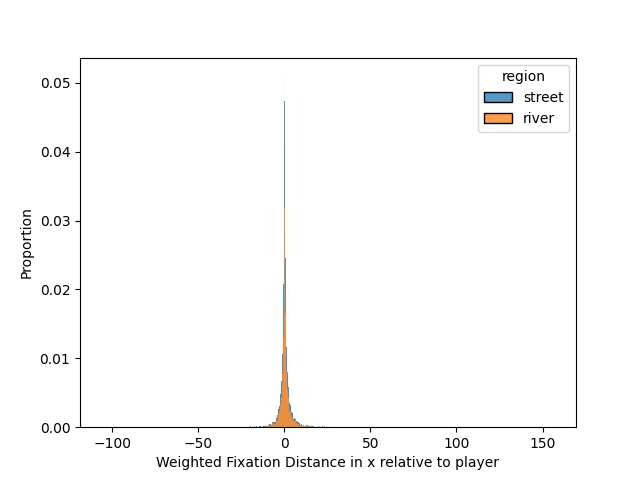 region
street
river
0.05
0.04
0.03
0.02
0.01
0.00
Proportion
−100
−50
0
50
100
150
Weighted Fixation Distance in x relative to player